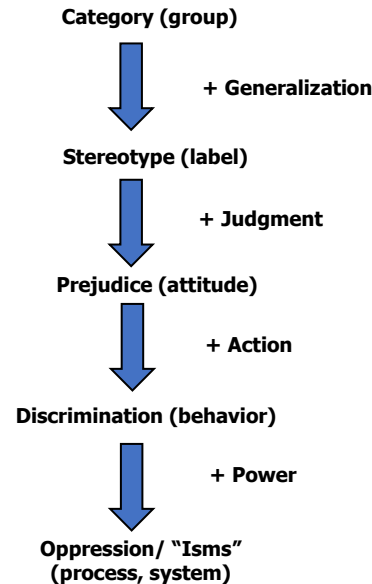 Category (group)
+ Generalization
Stereotype (label)
+ Judgment
Prejudice (attitude)
+ Action
Discrimination (behavior)
+ Power
Oppression/ “Isms”
(process, system)